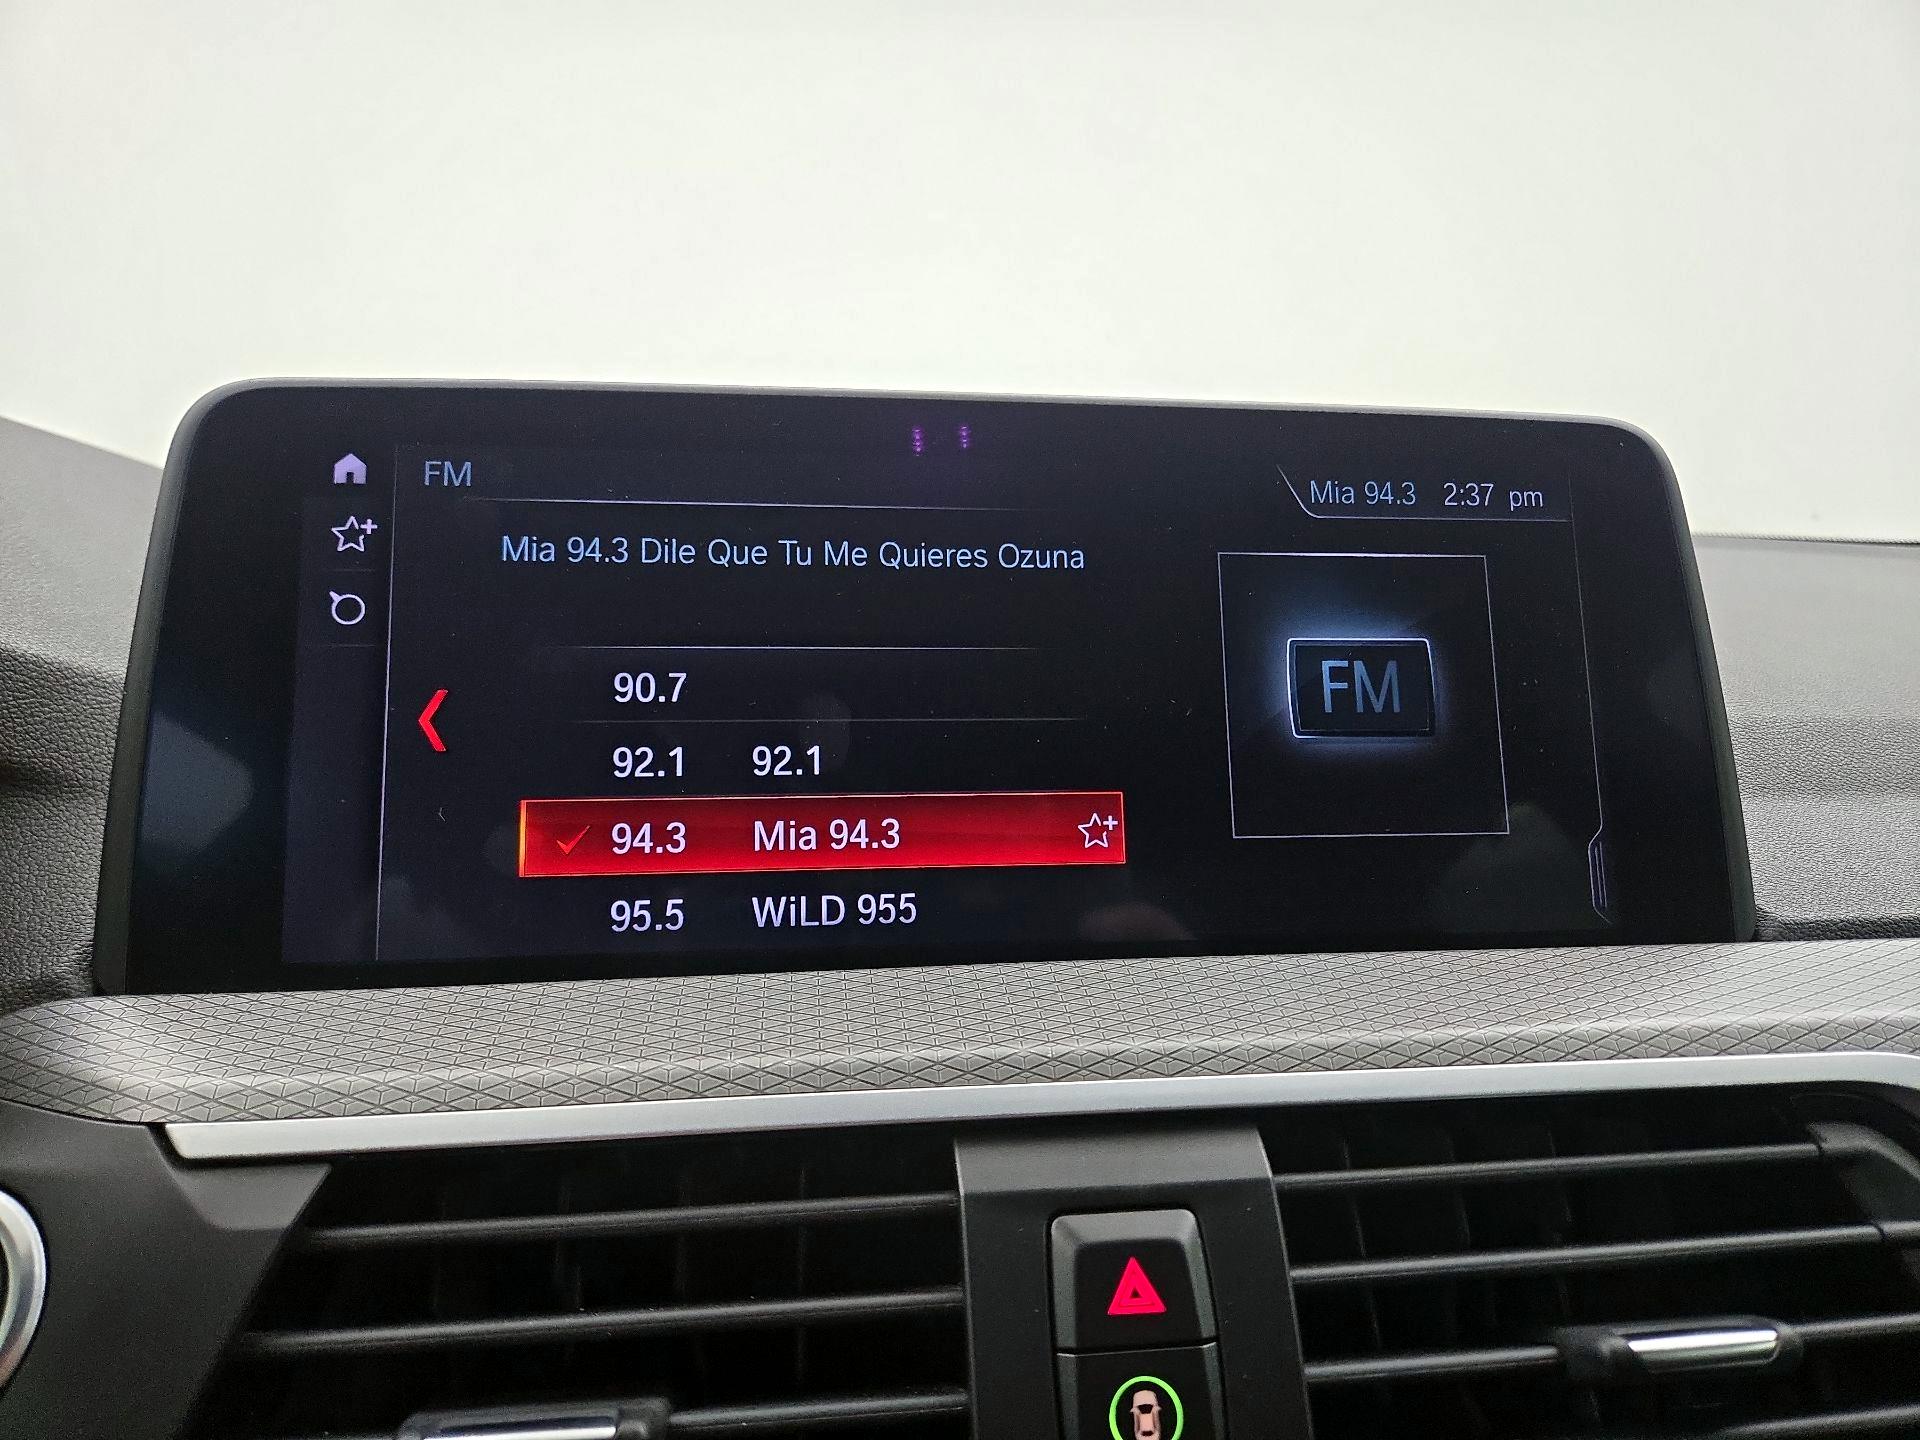 FM
Mia 94.3 2:37 pm
Mia 94.3 Dile Que Tu Me Quieres Ozuna
FM
90.7
92.1 92.1
94.3 Mia 94.3
95.5 WiLD 955